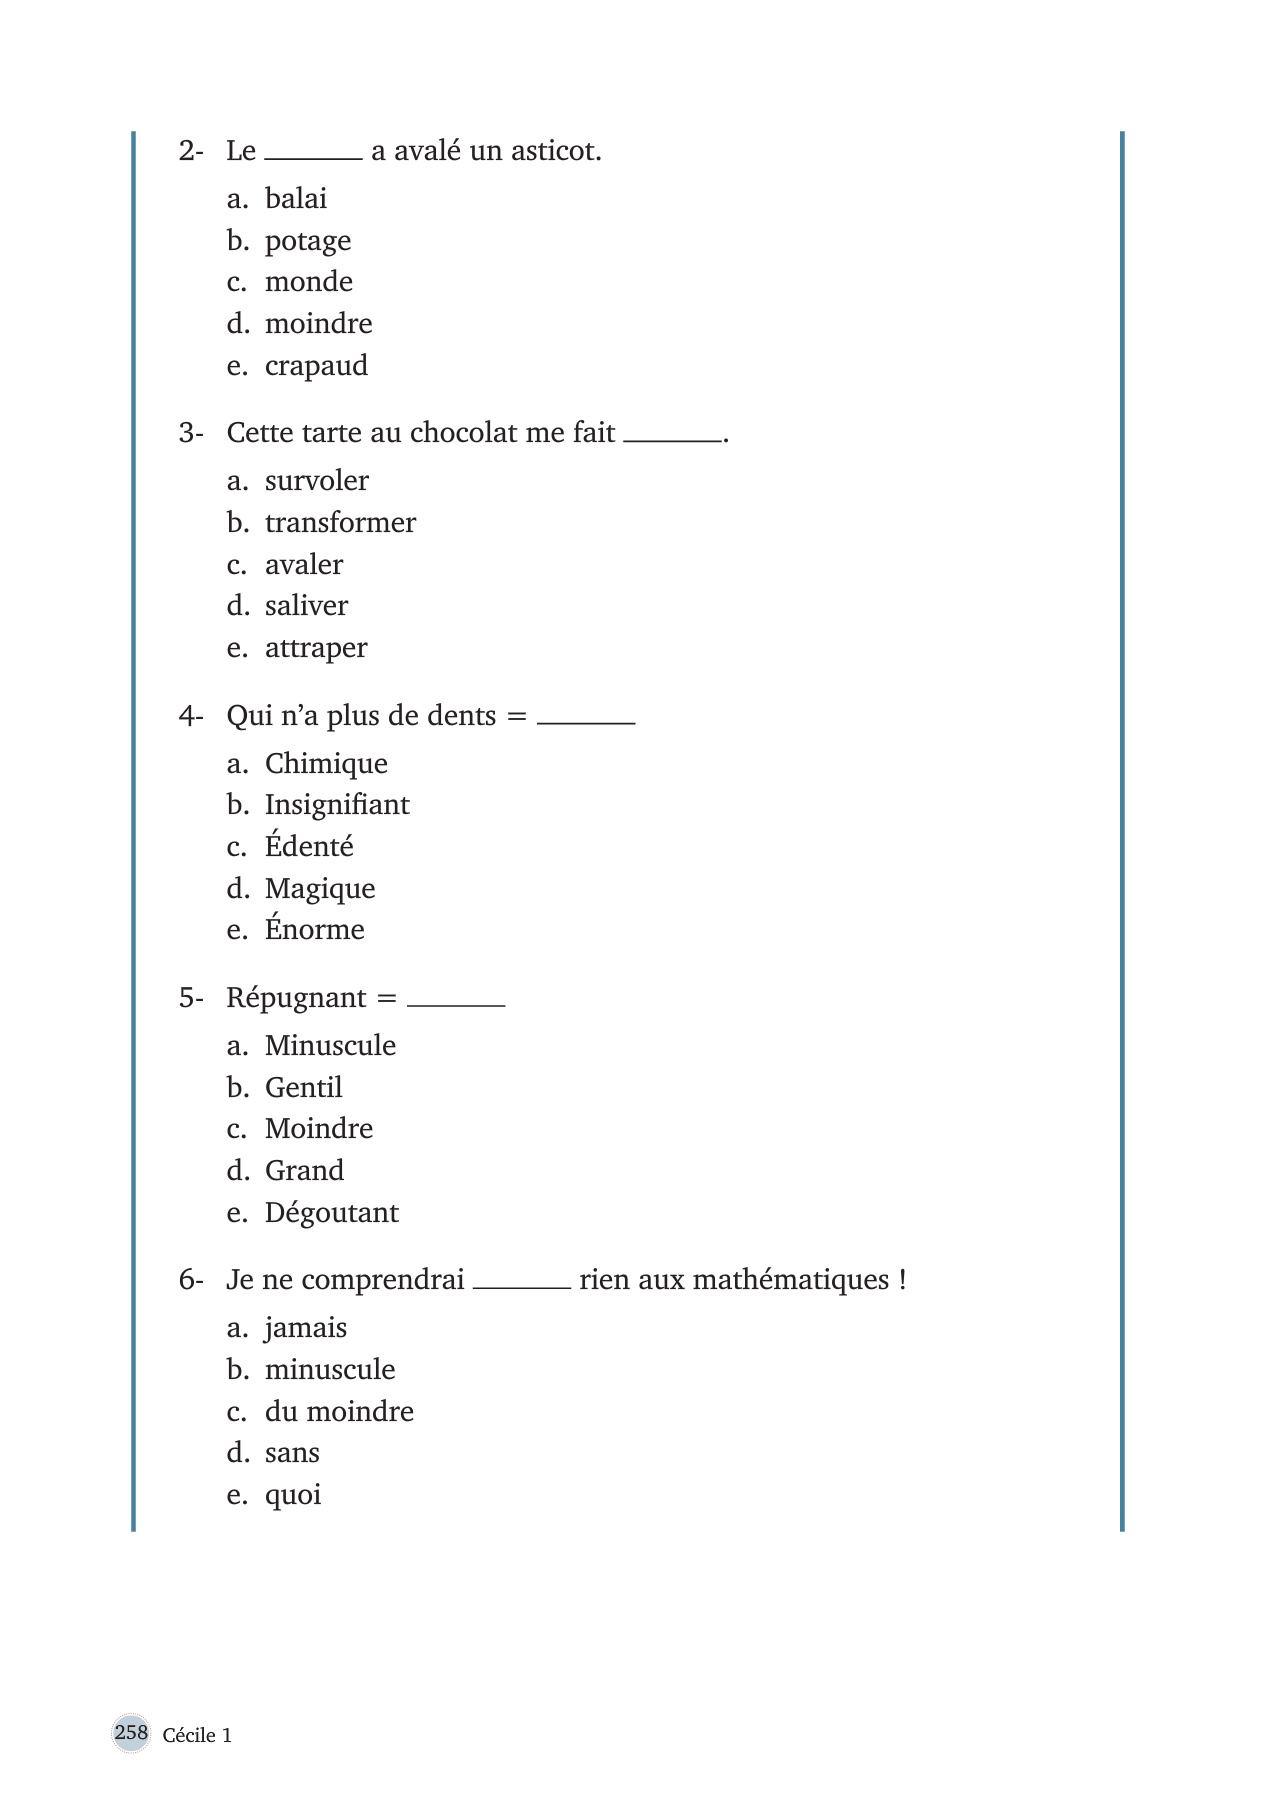 2- Le _______ a avalé un asticot.
a. balai
b. potage
c. monde
d. moindre
e. crapaud
3- Cette tarte au chocolat me fait _______.
a. survoler
b. transformer
c. avaler
d. saliver
e. attraper
4- Qui n’a plus de dents = _______
a. Chimique
b. Insignifiant
c. Édenté
d. Magique
e. Énorme
5- Répugnant = _______
a. Minuscule
b. Gentil
c. Moindre
d. Grand
e. Dégoutant
6- Je ne comprendrai _______ rien aux mathématiques !
a. jamais
b. minuscule
c. du moindre
d. sans
e. quoi
258 Cécile 1